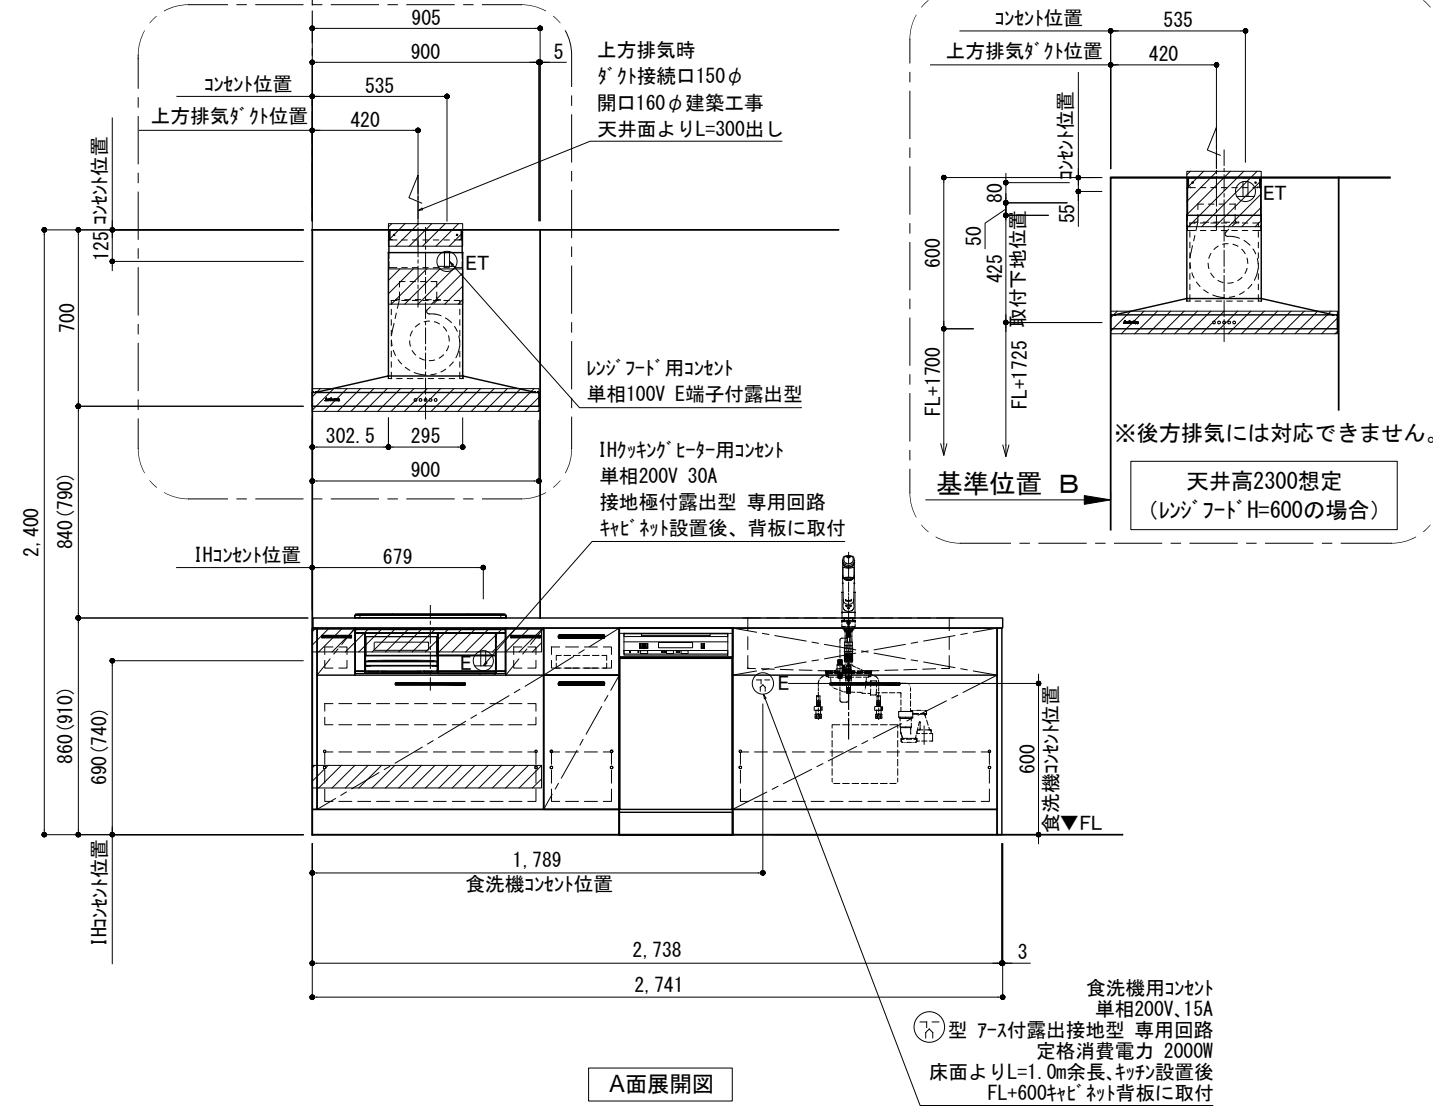 905
900
5
コンセント位置
535
上方排気ダクト位置
420
上方排気時
ダクト接続口150φ
開口160φ建築工事
天井面よりL=300出し
コンセント位置
125
ET
700
レンジフード用コンセント
単相100V E端子付露出型
302.5
295
900
IHクッキングヒーター用コンセント
単相200V 30A
接地極付露出型 専用回路
キャビネット設置後、背板に取付
2,400
840(790)
IHコンセント位置
679
E
860(910)
690(740)
IHコンセント位置
E
600
食洗機コンセント位置
▼FL
1,789
食洗機コンセント位置
2,738
3
2,741
食洗機用コンセント
単相200V、15A
型 アース付露出接地型 専用回路
定格消費電力 2000W
床面よりL=1.0m余長、キッチン設置後
FL+600キャビネット背板に取付
A面展開図
コンセント位置
535
上方排気ダクト位置
420
コンセント位置
55
80
50
425
取付下地位置
600
FL+1700
FL+1725
ET
※後方排気には対応できません。
基準位置 B
天井高2300想定
(レンジフードH=600の場合)